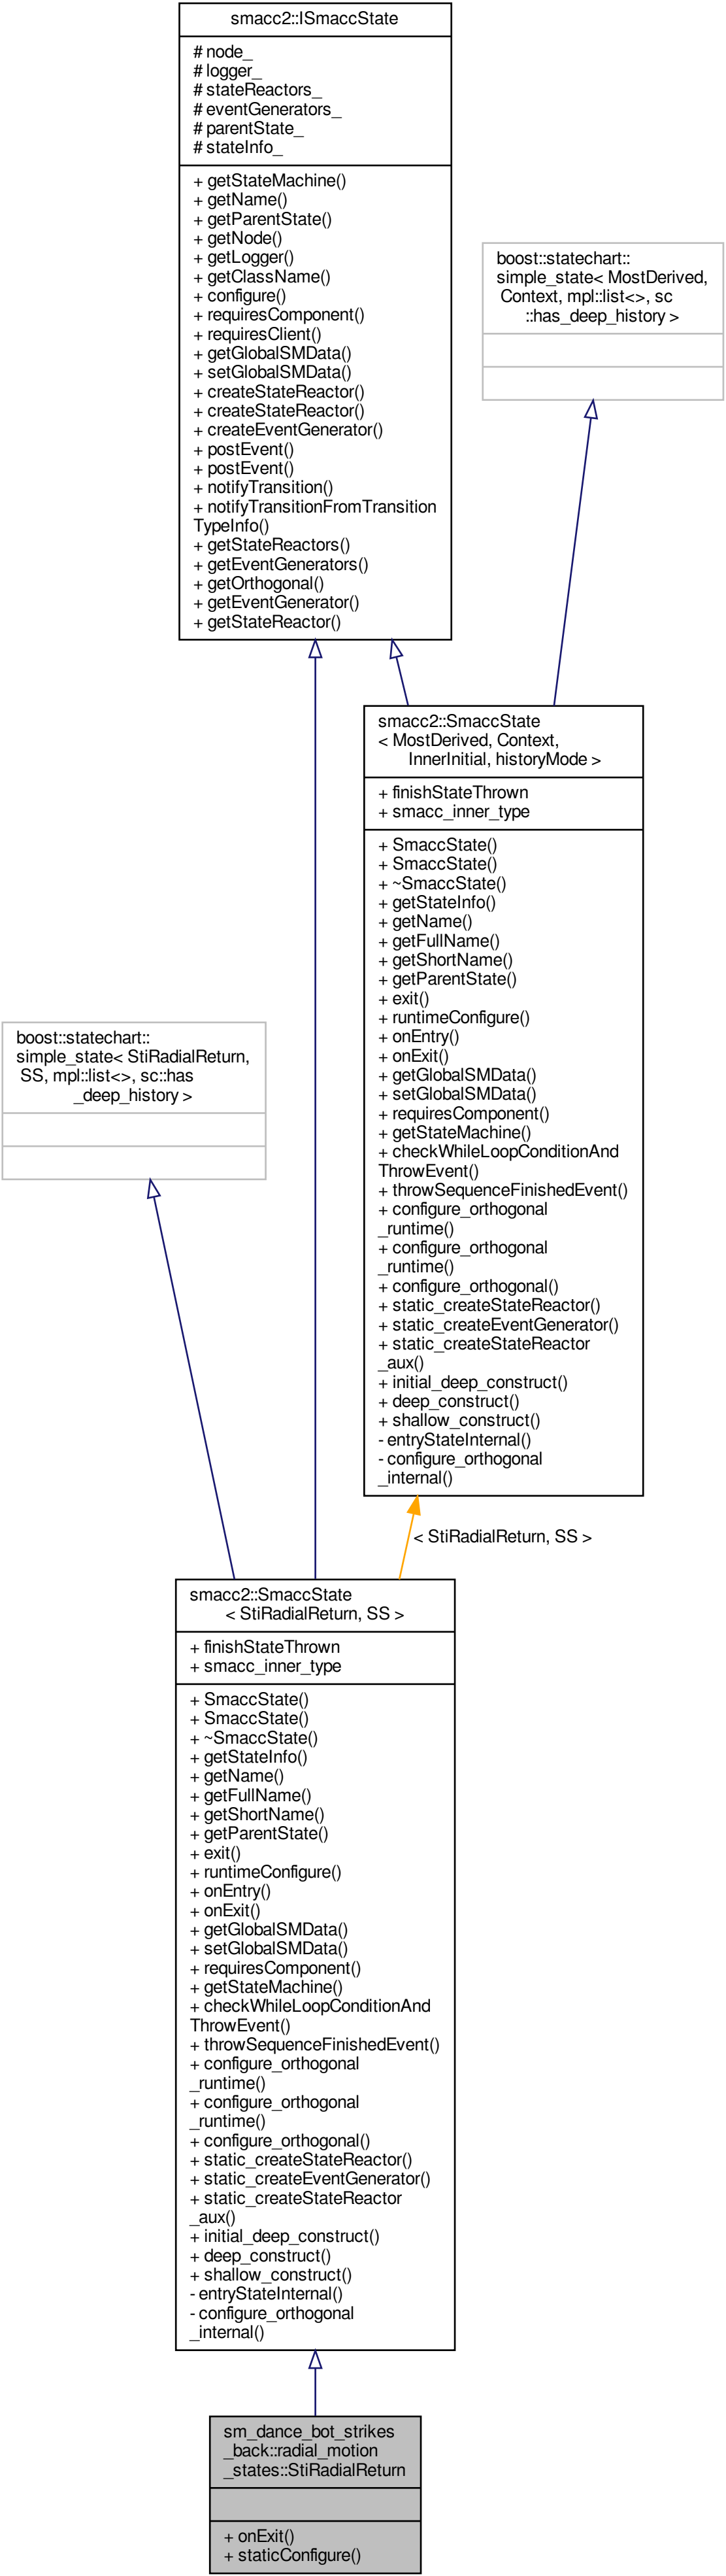 smacc2::ISmaccState
# node_
# logger_
# stateReactors_
# eventGenerators_
# parentState_
# stateInfo_
+ getStateMachine()
+ getName()
+ getParentState()
+ getNode()
+ getLogger()
+ getClassName()
+ configure()
+ requiresComponent()
+ requiresClient()
+ getGlobalSMData()
+ setGlobalSMData()
+ createStateReactor()
+ createStateReactor()
+ createEventGenerator()
+ postEvent()
+ postEvent()
+ notifyTransition()
+ notifyTransitionFromTransition
TypeInfo()
+ getStateReactors()
+ getEventGenerators()
+ getOrthogonal()
+ getEventGenerator()
+ getStateReactor()
boost::statechart::
simple_state< MostDerived,
Context, mpl::list<>, sc
::has_deep_history >
smacc2::SmaccState
< MostDerived, Context,
InnerInitial, historyMode >
+ finishStateThrown
+ smacc_inner_type
+ SmaccState()
+ SmaccState()
+ ~SmaccState()
+ getStateInfo()
+ getName()
+ getFullName()
+ getShortName()
+ getParentState()
+ exit()
+ runtimeConfigure()
+ onEntry()
+ onExit()
+ getGlobalSMData()
+ setGlobalSMData()
+ requiresComponent()
+ getStateMachine()
+ checkWhileLoopConditionAnd
ThrowEvent()
+ throwSequenceFinishedEvent()
+ configure_orthogonal
_runtime()
+ configure_orthogonal
_runtime()
+ configure_orthogonal()
+ static_createStateReactor()
+ static_createEventGenerator()
+ static_createStateReactor
_aux()
+ initial_deep_construct()
+ deep_construct()
+ shallow_construct()
- entryStateInternal()
- configure_orthogonal
_internal()
boost::statechart::
simple_state< StiRadialReturn,
SS, mpl::list<>, sc::has
_deep_history >
< StiRadialReturn, SS >
smacc2::SmaccState
< StiRadialReturn, SS >
+ finishStateThrown
+ smacc_inner_type
+ SmaccState()
+ SmaccState()
+ ~SmaccState()
+ getStateInfo()
+ getName()
+ getFullName()
+ getShortName()
+ getParentState()
+ exit()
+ runtimeConfigure()
+ onEntry()
+ onExit()
+ getGlobalSMData()
+ setGlobalSMData()
+ requiresComponent()
+ getStateMachine()
+ checkWhileLoopConditionAnd
ThrowEvent()
+ throwSequenceFinishedEvent()
+ configure_orthogonal
_runtime()
+ configure_orthogonal
_runtime()
+ configure_orthogonal()
+ static_createStateReactor()
+ static_createEventGenerator()
+ static_createStateReactor
_aux()
+ initial_deep_construct()
+ deep_construct()
+ shallow_construct()
- entryStateInternal()
- configure_orthogonal
_internal()
sm_dance_bot_strikes
_back::radial_motion
_states::StiRadialReturn
+ onExit()
+ staticConfigure()